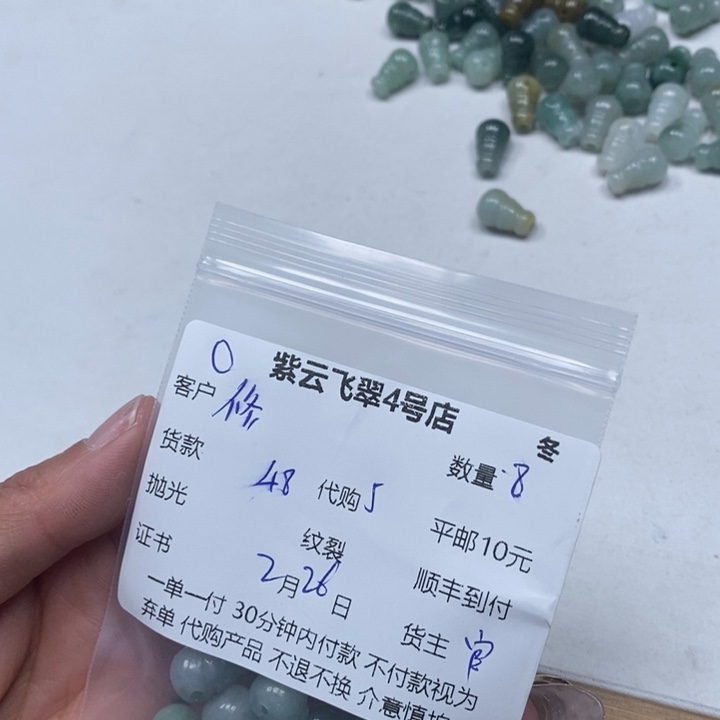 紫云飞翠4号店
冬
客户 修
数量 8
货款 48 代购 5
平邮10元
抛光 纹裂
顺丰到付
证书 2月26日
货主 官
一单一付 30分钟内付款 不付款视为
弃单 代购产品 不退不换 介意慎拍